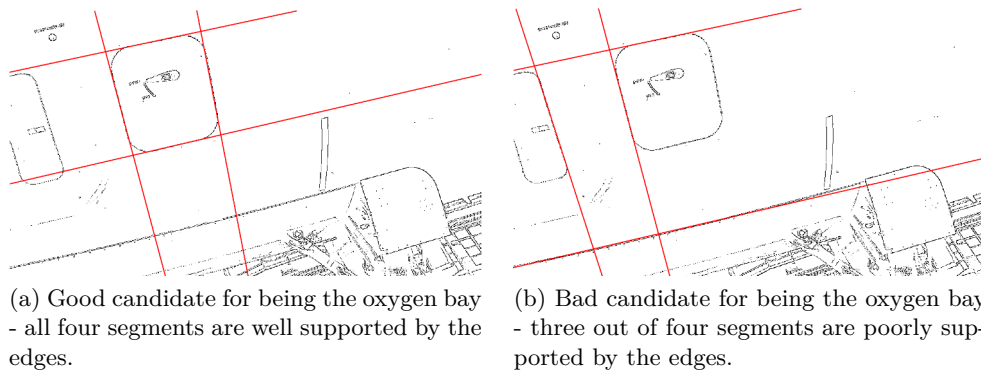 (a) Good candidate for being the oxygen bay
- all four segments are well supported by the
edges.
(b) Bad candidate for being the oxygen bay
- three out of four segments are poorly sup-
ported by the edges.